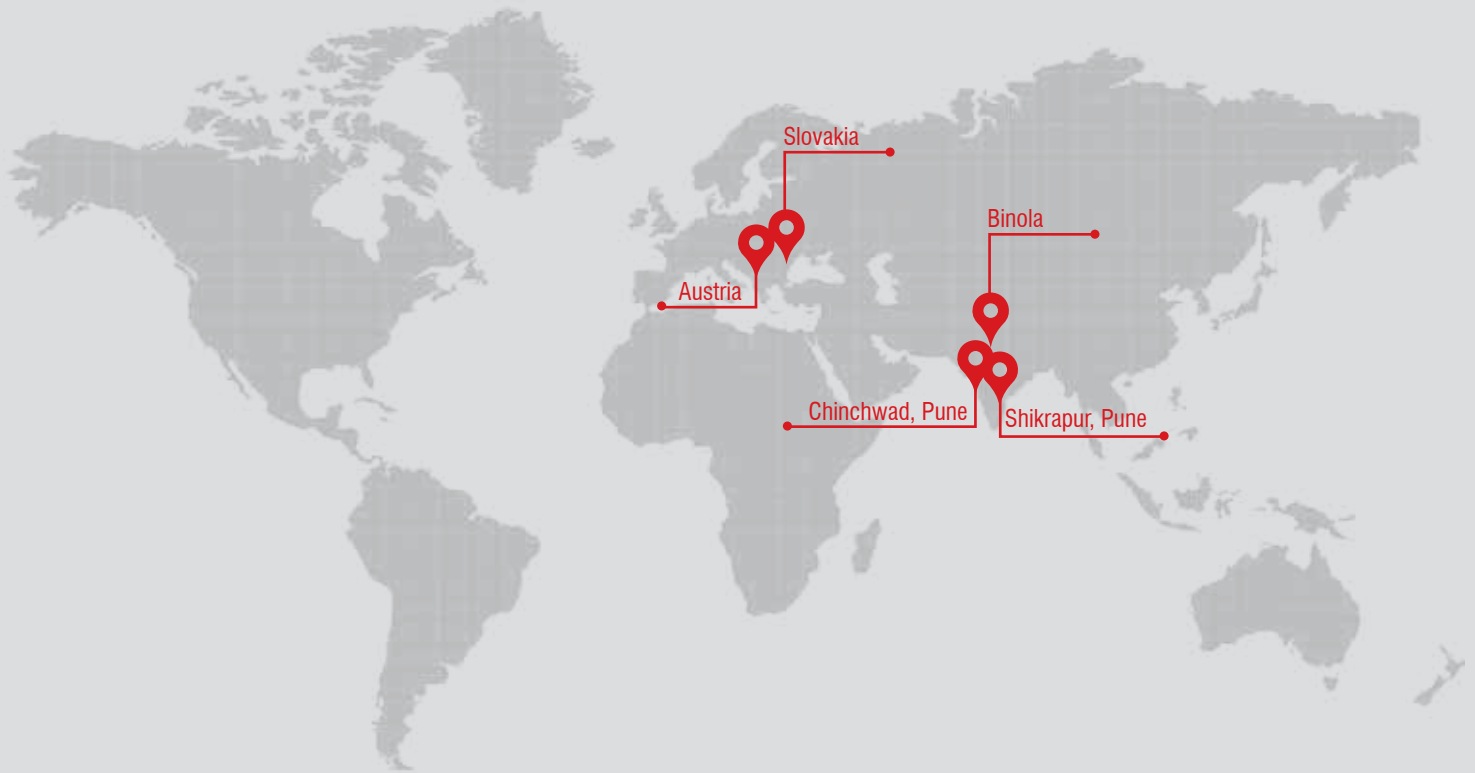 Slovakia
Binola
Austria
Chinchwad, Pune
Shikrapur, Pune